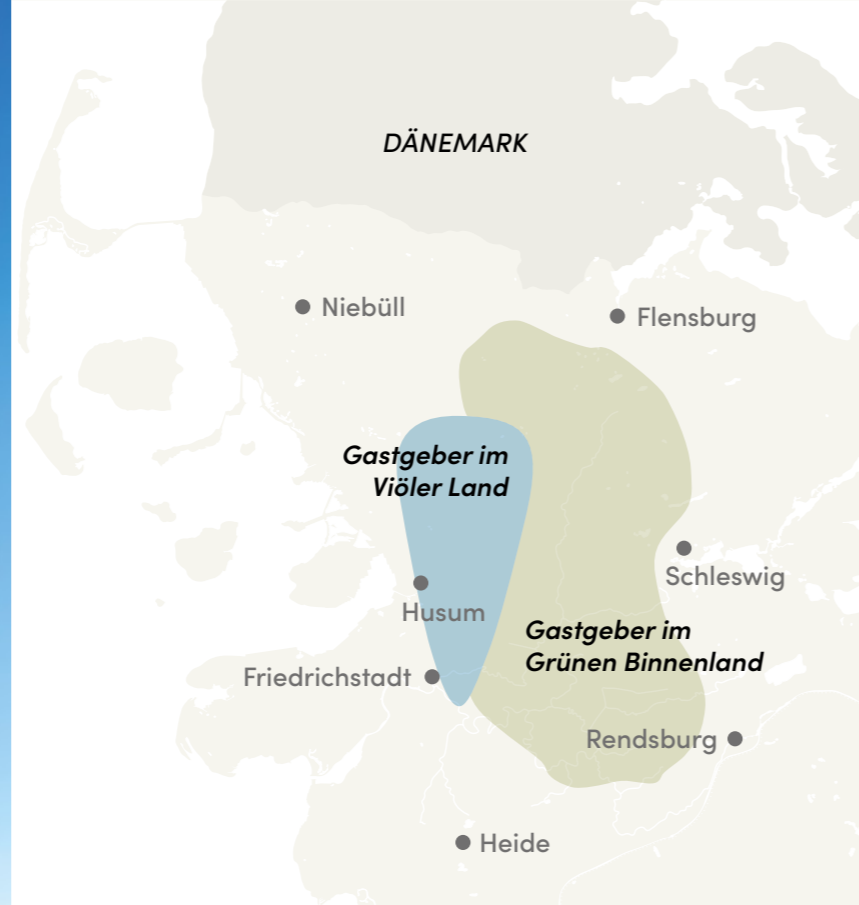 DÄNEMARK
Niebüll
Flensburg
Gastgeber im
Viöler Land
Schleswig
Husum
Gastgeber im
Grünen Binnenland
Friedrichstadt
Rendsburg
Heide